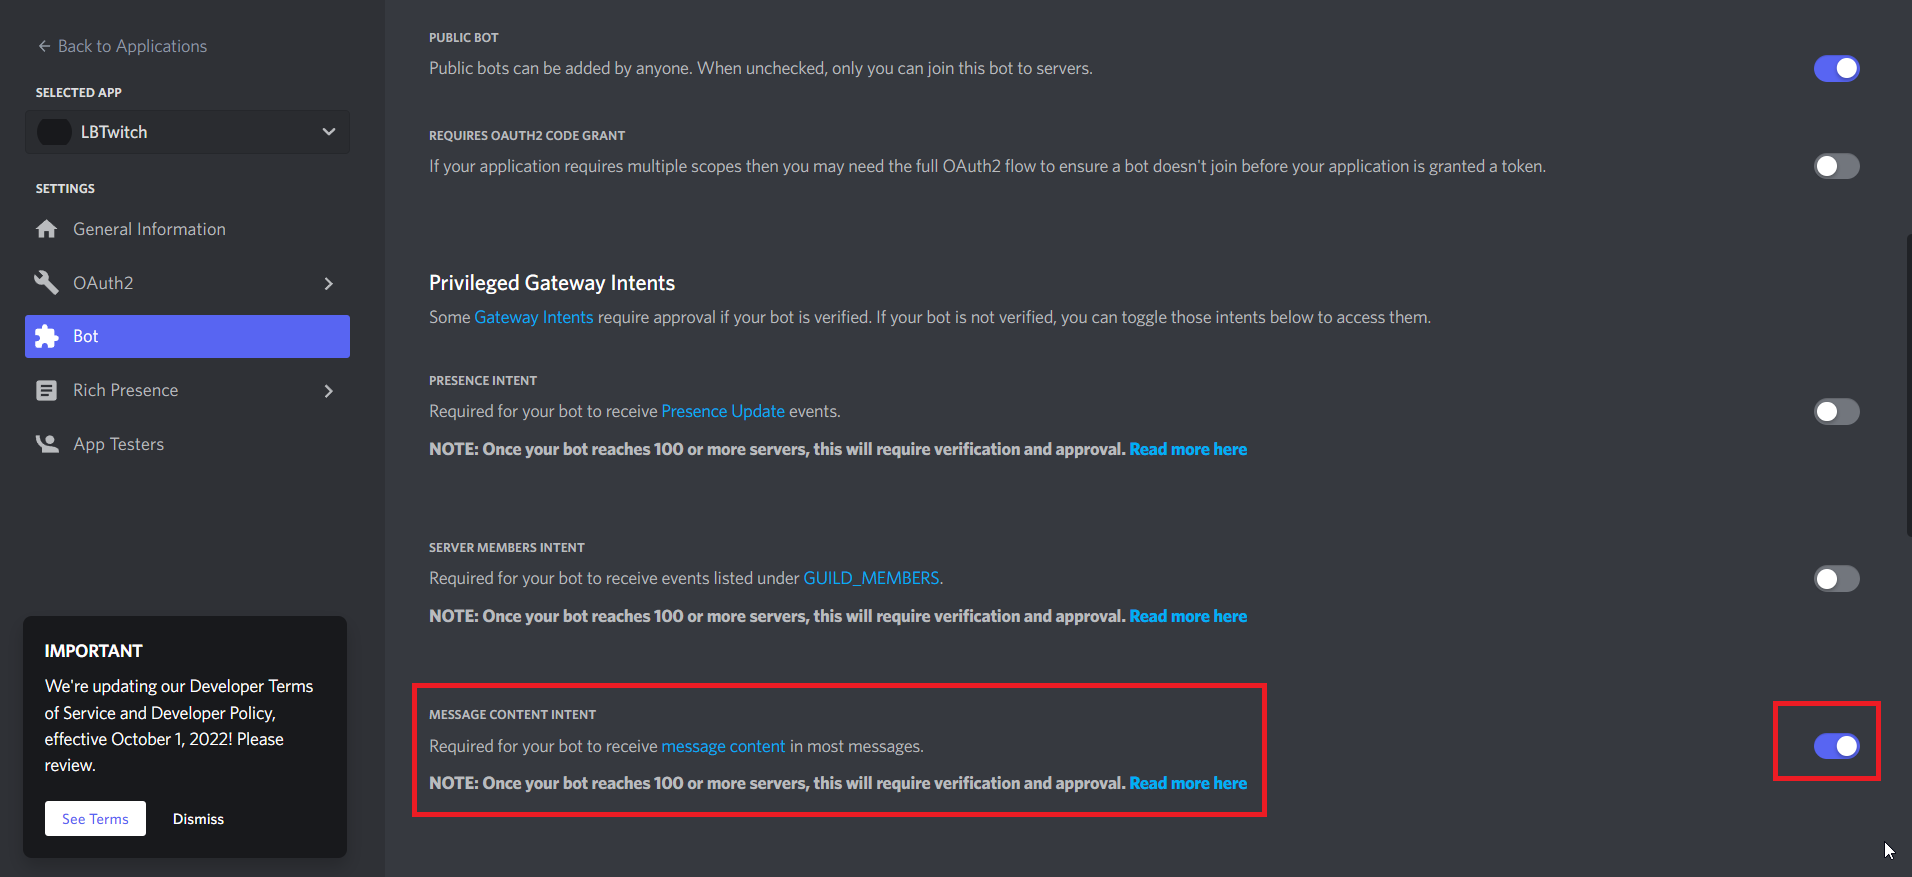 Back to Applications
SELECTED APP
LBTwitch
SETTINGS
General Information
OAuth2
Bot
Rich Presence
App Testers
IMPORTANT
We're updating our Developer Terms
of Service and Developer Policy,
effective October 1, 2022! Please
review.
See Terms
Dismiss
PUBLIC BOT
Public bots can be added by anyone. When unchecked, only you can join this bot to servers.
REQUIRES OAUTH2 CODE GRANT
If your application requires multiple scopes then you may need the full OAuth2 flow to ensure a bot doesn't join before your application is granted a token.
Privileged Gateway Intents
Some Gateway Intents require approval if your bot is verified. If your bot is not verified, you can toggle those intents below to access them.
PRESENCE INTENT
Required for your bot to receive Presence Update events.
NOTE: Once your bot reaches 100 or more servers, this will require verification and approval. Read more here
SERVER MEMBERS INTENT
Required for your bot to receive events listed under GUILD_MEMBERS.
NOTE: Once your bot reaches 100 or more servers, this will require verification and approval. Read more here
MESSAGE CONTENT INTENT
Required for your bot to receive message content in most messages.
NOTE: Once your bot reaches 100 or more servers, this will require verification and approval. Read more here